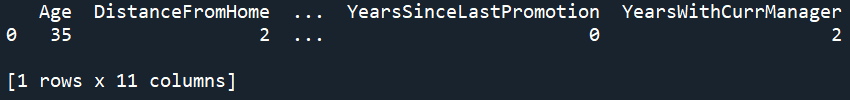 Age DistanceFromHome ... YearsSinceLastPromotion YearsWithCurrManager
0 35 2 ... 0 2
[1 rows x 11 columns]